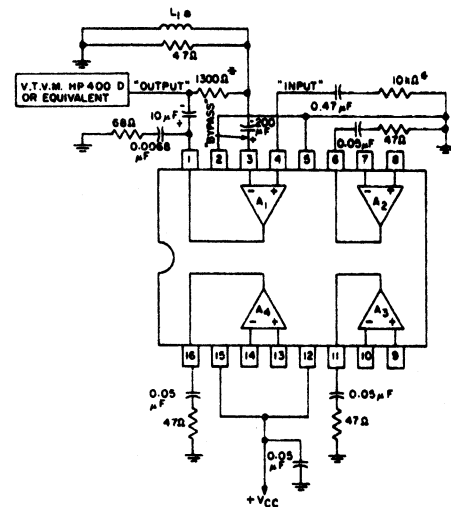 L₁ a
47Ω
V.T.V.M. HP 400 D
OR EQUIVALENT
"OUTPUT"
1300Ω*
"INPUT"
10kΩ
0.47µF
68Ω
0.0068
µF
10µF
-
+
"BYPASS"
200
µF
-
+
0.05µF
47Ω
1
2
3
4
5
6
7
8
- +
A1
- +
A2
A4
- +
A3
- +
16
15
14
13
12
11
10
9
0.05
µF
47Ω
0.05µF
47Ω
0.05
µF
+VCC